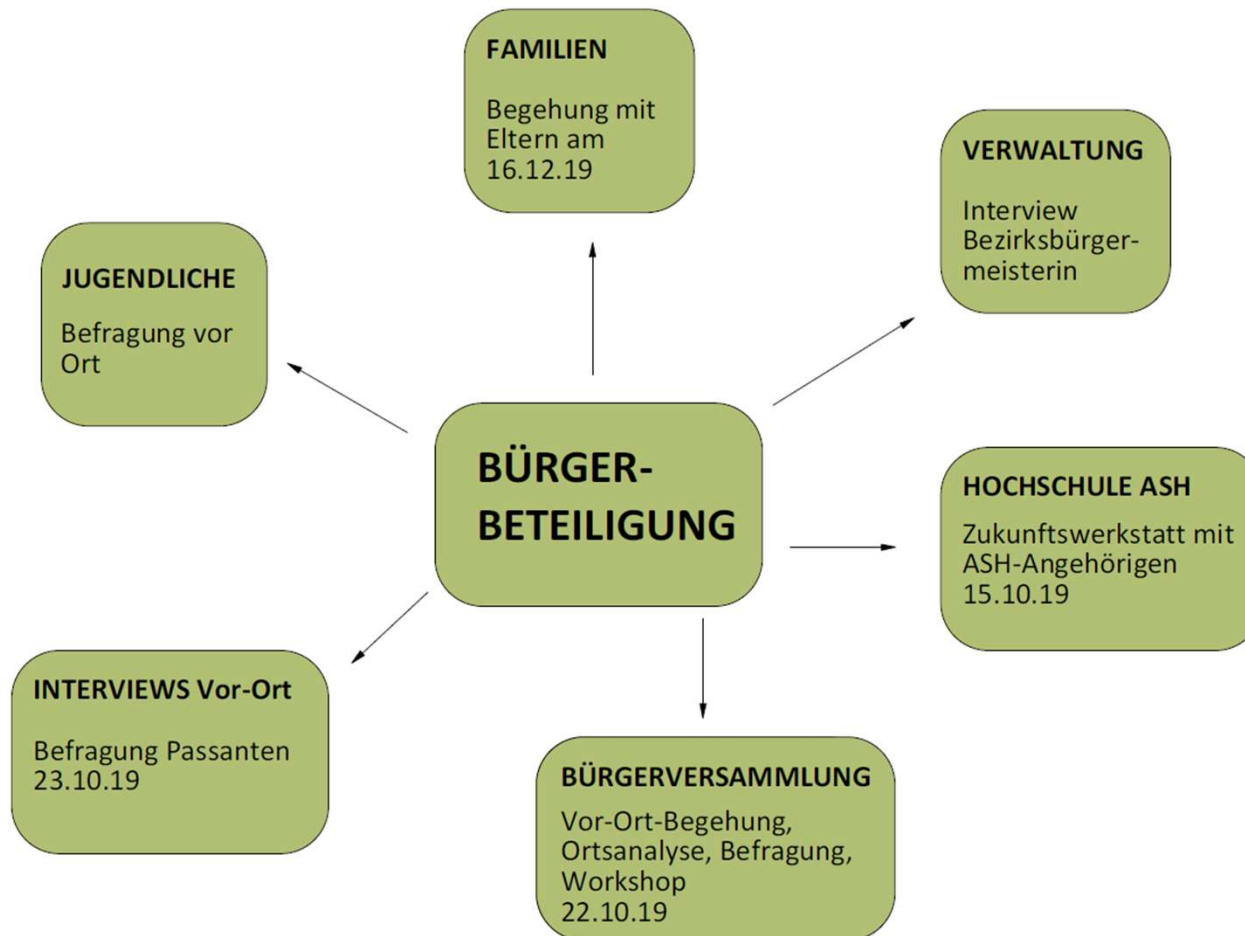 FAMILIEN
Begehung mit
Eltern am
16.12.19
VERWALTUNG
Interview
Bezirksbürger-
meisterin
JUGENDLICHE
Befragung vor
Ort
BÜRGER-
BETEILIGUNG
HOCHSCHULE ASH
Zukunftswerkstatt mit
ASH-Angehörigen
15.10.19
INTERVIEWS Vor-Ort
Befragung Passanten
23.10.19
BÜRGERVERSAMMLUNG
Vor-Ort-Begehung,
Ortsanalyse, Befragung,
Workshop
22.10.19